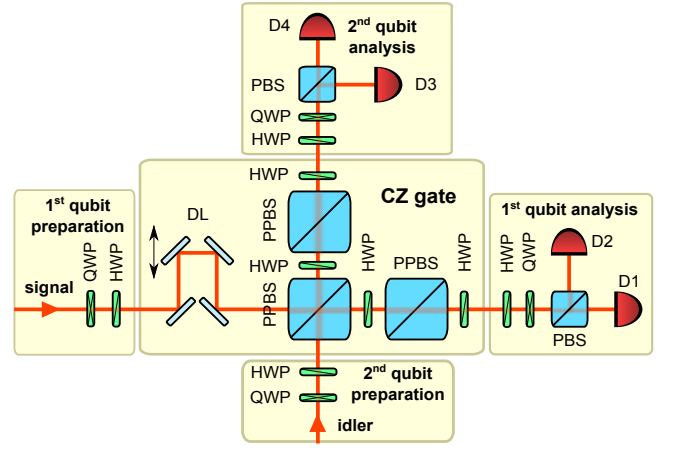 D4
2nd qubit
analysis
PBS
D3
QWP
HWP
HWP
CZ gate
1st qubit
preparation
DL
PPBS
1st qubit analysis
QWP
HWP
HWP
HWP
PPBS
HWP
HWP
QWP
D2
D1
signal
PPBS
PBS
HWP
2nd qubit
preparation
QWP
idler